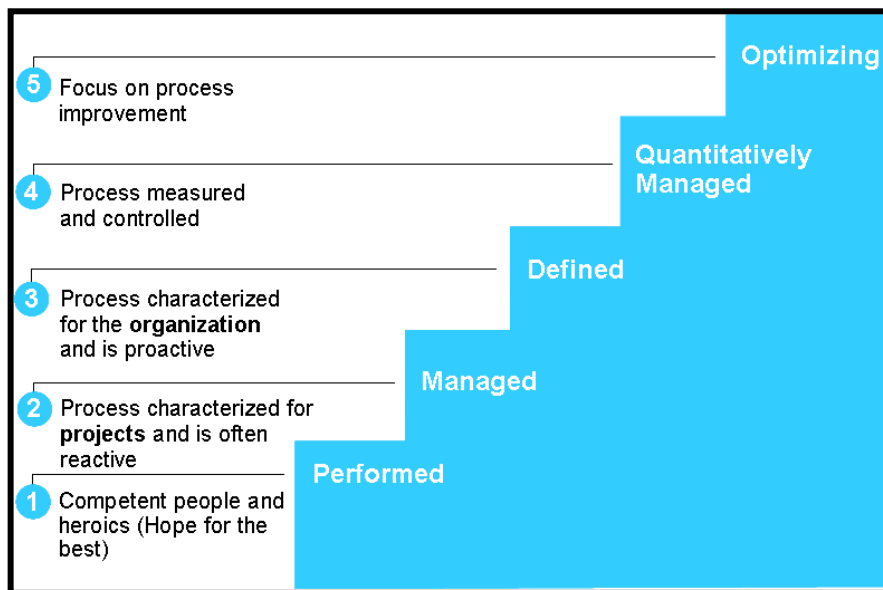 Optimizing
5
Focus on process
improvement
Quantitatively
Managed
4
Process measured
and controlled
Defined
3
Process characterized
for the organization
and is proactive
Managed
2
Process characterized for
projects and is often
reactive
Performed
1
Competent people and
heroics (Hope for the
best)